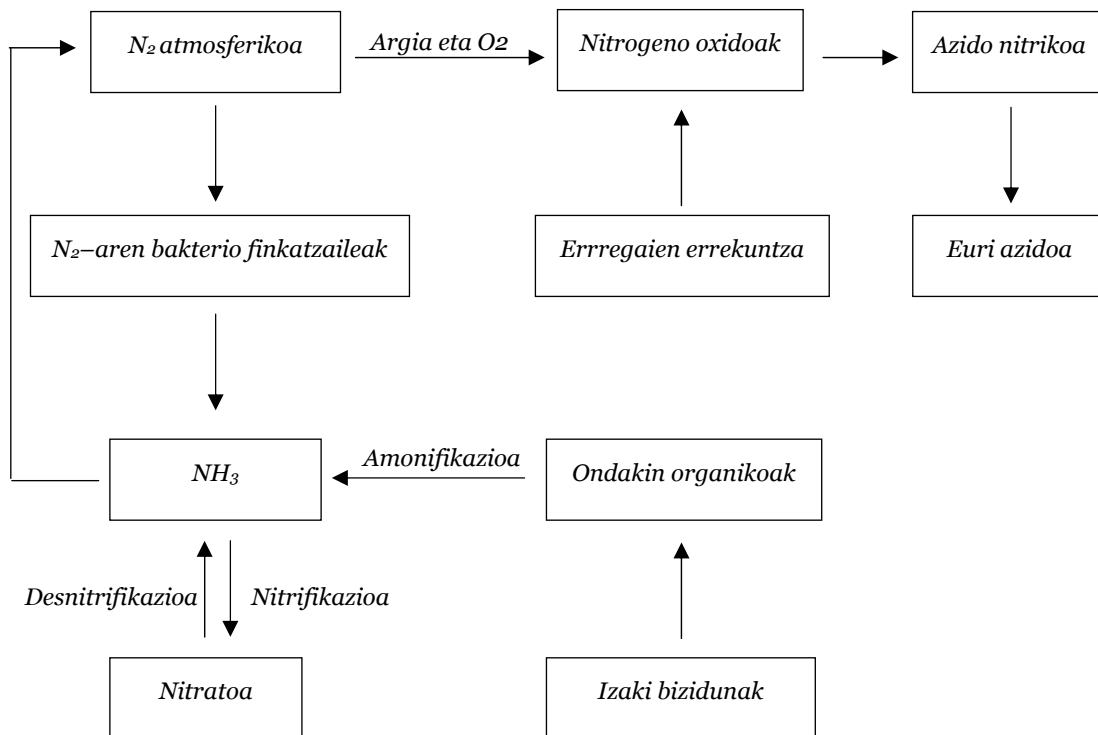 N₂ atmosferikoa
Argia eta O2
Nitrogeno oxidoak
Azido nitrikoa
N₂–aren bakterio finkatzaileak
Errregaien errekuntza
Euri azidoa
NH₃
Amonifikazioa
Ondakin organikoak
Desnitrifikazioa
Nitrifikazioa
Nitratoa
Izaki bizidunak